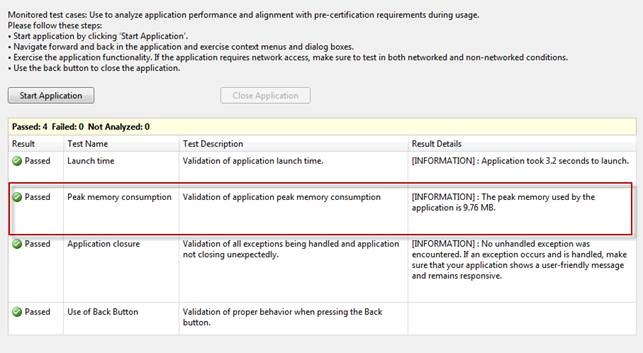 Monitored test cases: Use to analyze application performance and alignment with pre-certification requirements during usage.
Please follow these steps:
• Start application by clicking 'Start Application'.
• Navigate forward and back in the application and exercise context menus and dialog boxes.
• Exercise the application functionality. If the application requires network access, make sure to test in both networked and non-networked conditions.
• Use the back button to close the application.
Start Application Close Application
Passed: 4 Failed: 0 Not Analyzed: 0
Result Test Name Test Description Result Details
Passed Launch time Validation of application launch time. [INFORMATION] : Application took 3.2 seconds to launch.
Passed Peak memory consumption Validation of application peak memory consumption [INFORMATION] : The peak memory used by the
application is 9.76 MB.
Passed Application closure Validation of all exceptions being handled and application [INFORMATION] : No unhandled exception was
not closing unexpectedly. encountered. If an exception occurs and is handled, make
sure that your application shows a user-friendly message
and remains responsive.
Passed Use of Back Button Validation of proper behavior when pressing the Back
button.